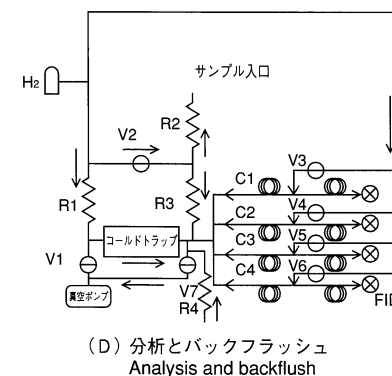 サンプル入口
H2
V2
R2
V3
C1
R1
R3
V4
C2
コールドトラップ
V5
C3
V1
V6
C4
真空ポンプ
V7
R4
FID
(D) 分析とバックフラッシュ
Analysis and backflush